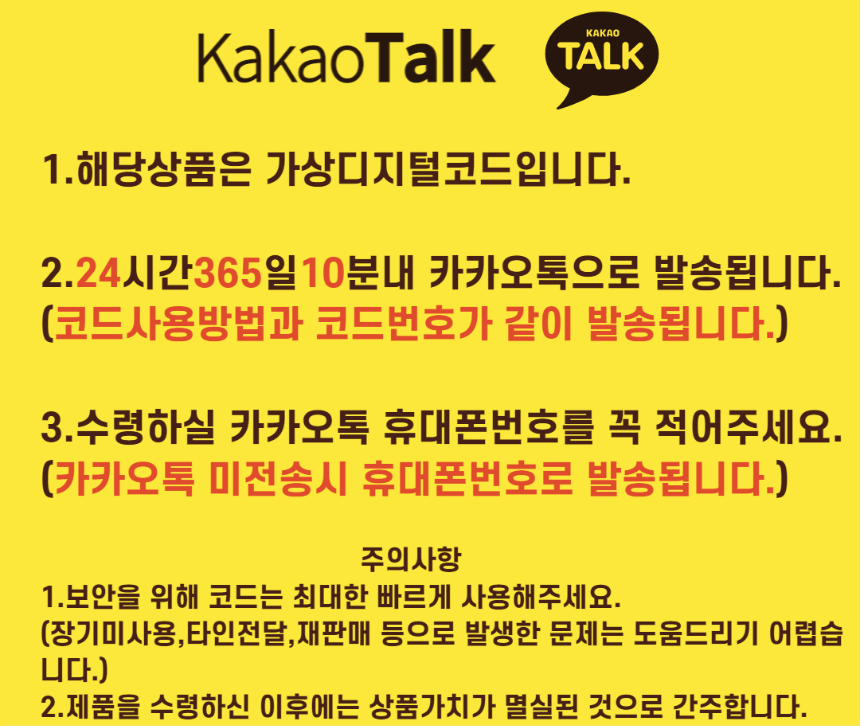 KakaoTalk KAKAO TALK
1.해당상품은 가상디지털코드입니다.
2.24시간365일10분내 카카오톡으로 발송됩니다.
(코드사용방법과 코드번호가 같이 발송됩니다.)
3.수령하실 카카오톡 휴대폰번호를 꼭 적어주세요.
(카카오톡 미전송시 휴대폰번호로 발송됩니다.)
주의사항
1.보안을 위해 코드는 최대한 빠르게 사용해주세요.
(장기미사용,타인전달,재판매 등으로 발생한 문제는 도움드리기 어렵습
니다.)
2.제품을 수령하신 이후에는 상품가치가 멸실된 것으로 간주합니다.